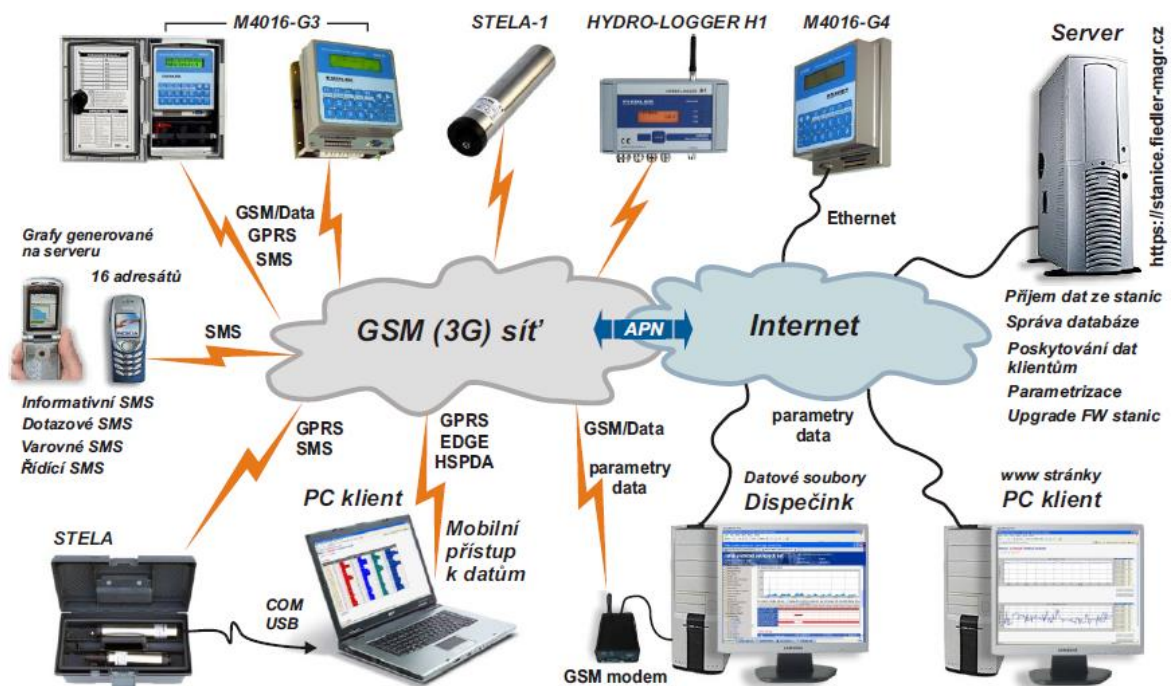 M4016-G3
STELA-1
HYDRO-LOGGER H1
M4016-G4
Server
https://stanice.fiedler-magr.cz
GSM/Data
GPRS
SMS
Ethernet
Grafy generované
na serveru
16 adresátů
SMS
GSM (3G) síť
APN
Internet
Příjem dat ze stanic
Správa databáze
Poskytování dat
klientům
Parametrizace
Upgrade FW stanic
Informativní SMS
Dotazové SMS
Varovné SMS
Řídící SMS
GPRS
SMS
GPRS
EDGE
HSPDA
GSM/Data
parametry
data
parametry
data
STELA
PC klient
Mobilní
přístup
k datům
COM
USB
GSM modem
Datové soubory
Dispečink
www stránky
PC klient